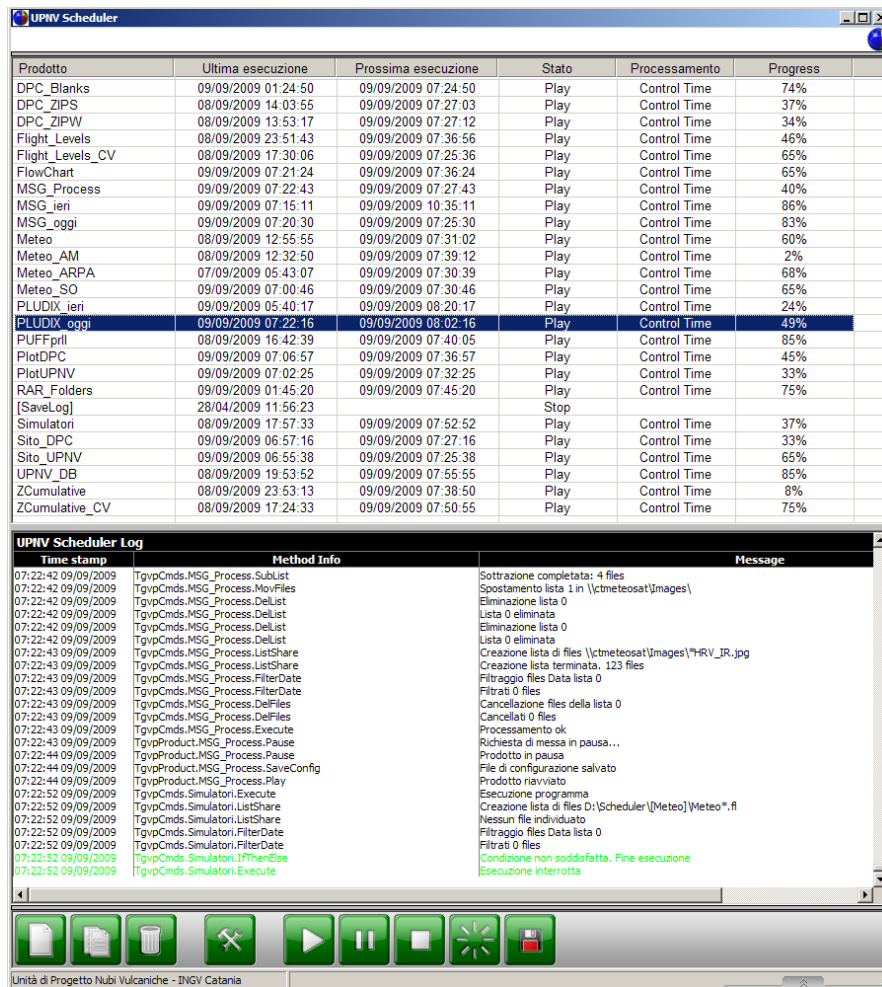 UPNV Scheduler
Prodotto Ultima esecuzione Prossima esecuzione Stato Processamento Progress
DPC_Blanks 09/09/2009 01:24:50 09/09/2009 07:24:50 Play Control Time 74%
DPC_ZIPS 08/09/2009 14:03:55 09/09/2009 07:27:03 Play Control Time 37%
DPC_ZIPW 08/09/2009 13:53:17 09/09/2009 07:27:12 Play Control Time 34%
Flight_Levels 08/09/2009 23:51:43 09/09/2009 07:36:56 Play Control Time 46%
Flight_Levels_CV 08/09/2009 17:30:06 09/09/2009 07:25:36 Play Control Time 65%
FlowChart 09/09/2009 07:21:24 09/09/2009 07:36:24 Play Control Time 65%
MSG_Process 09/09/2009 07:22:43 09/09/2009 07:27:43 Play Control Time 40%
MSG_ieri 09/09/2009 07:15:11 09/09/2009 10:35:11 Play Control Time 86%
MSG_oggi 09/09/2009 07:20:30 09/09/2009 07:25:30 Play Control Time 83%
Meteo 08/09/2009 12:55:55 09/09/2009 07:31:02 Play Control Time 60%
Meteo_AM 08/09/2009 12:32:50 09/09/2009 07:39:12 Play Control Time 2%
Meteo_ARPA 07/09/2009 05:43:07 09/09/2009 07:30:39 Play Control Time 68%
Meteo_SO 09/09/2009 07:00:46 09/09/2009 07:30:46 Play Control Time 65%
PLUDIX_ieri 09/09/2009 05:40:17 09/09/2009 08:20:17 Play Control Time 24%
PLUDIX_oggi 09/09/2009 07:22:16 09/09/2009 08:02:16 Play Control Time 49%
PUFFprll 08/09/2009 16:42:39 09/09/2009 07:40:05 Play Control Time 85%
PlotDPC 09/09/2009 07:06:57 09/09/2009 07:36:57 Play Control Time 45%
PlotUPNV 09/09/2009 07:02:25 09/09/2009 07:32:25 Play Control Time 33%
RAR_Folders 09/09/2009 01:45:20 09/09/2009 07:45:20 Play Control Time 75%
[SaveLog] 28/04/2009 11:56:23 Stop
Simulatori 08/09/2009 17:57:33 09/09/2009 07:52:52 Play Control Time 37%
Sito_DPC 09/09/2009 06:57:16 09/09/2009 07:27:16 Play Control Time 33%
Sito_UPNV 09/09/2009 06:55:38 09/09/2009 07:25:38 Play Control Time 65%
UPNV_DB 08/09/2009 19:53:52 09/09/2009 07:55:55 Play Control Time 85%
ZCumulative 08/09/2009 23:53:13 09/09/2009 07:38:50 Play Control Time 8%
ZCumulative_CV 08/09/2009 17:24:33 09/09/2009 07:50:55 Play Control Time 75%
UPNV Scheduler Log
Time stamp Method Info Message
07:22:42 09/09/2009 TgvpCmds.MSG_Process.SubList Sottrazione completata: 4 files
07:22:42 09/09/2009 TgvpCmds.MSG_Process.MovFiles Spostamento lista 1 in \\ctmeteosat\Images\
07:22:42 09/09/2009 TgvpCmds.MSG_Process.DelList Eliminazione lista 0
07:22:42 09/09/2009 TgvpCmds.MSG_Process.DelList Lista 0 eliminata
07:22:42 09/09/2009 TgvpCmds.MSG_Process.DelList Eliminazione lista 0
07:22:42 09/09/2009 TgvpCmds.MSG_Process.DelList Lista 0 eliminata
07:22:43 09/09/2009 TgvpCmds.MSG_Process.ListShare Creazione lista di files \\ctmeteosat\Images\*HRV_IR.jpg
07:22:43 09/09/2009 TgvpCmds.MSG_Process.ListShare Creazione lista terminata. 123 files
07:22:43 09/09/2009 TgvpCmds.MSG_Process.FilterDate Filtraggio files Data lista 0
07:22:43 09/09/2009 TgvpCmds.MSG_Process.FilterDate Filtrati 0 files
07:22:43 09/09/2009 TgvpCmds.MSG_Process.DelFiles Cancellazione files della lista 0
07:22:43 09/09/2009 TgvpCmds.MSG_Process.DelFiles Cancellati 0 files
07:22:43 09/09/2009 TgvpCmds.MSG_Process.Execute Processamento ok
07:22:43 09/09/2009 TgvpProduct.MSG_Process.Pause Richiesta di messa in pausa...
07:22:44 09/09/2009 TgvpProduct.MSG_Process.Pause Prodotto in pausa
07:22:44 09/09/2009 TgvpProduct.MSG_Process.SaveConfig File di configurazione salvato
07:22:44 09/09/2009 TgvpProduct.MSG_Process.Play Prodotto riavviato
07:22:52 09/09/2009 TgvpCmds.Simulatori.Execute Esecuzione programma
07:22:52 09/09/2009 TgvpCmds.Simulatori.ListShare Creazione lista di files D:\Scheduler\[Meteo]\Meteo*.fl
07:22:52 09/09/2009 TgvpCmds.Simulatori.ListShare Nessun file individuato
07:22:52 09/09/2009 TgvpCmds.Simulatori.FilterDate Filtraggio files Data lista 0
07:22:52 09/09/2009 TgvpCmds.Simulatori.FilterDate Filtrati 0 files
07:22:52 09/09/2009 TgvpCmds.Simulatori.IfThenElse Condizione non soddisfatta. Fine esecuzione
07:22:52 09/09/2009 TgvpCmds.Simulatori.Execute Esecuzione interrotta
Unità di Progetto Nubi Vulcaniche - INGV Catania